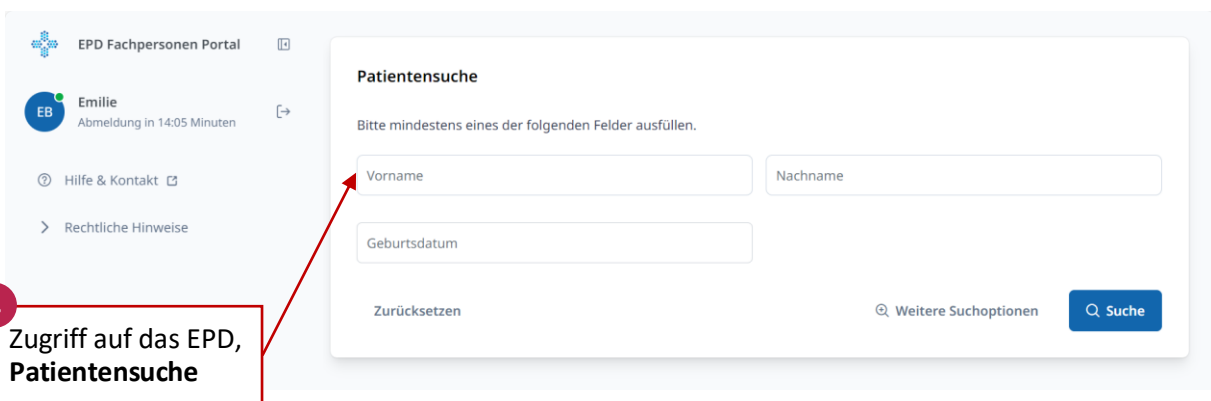 EPD Fachpersonen Portal
EB
Emilie
Abmeldung in 14:05 Minuten
Hilfe & Kontakt
Rechtliche Hinweise
Patientensuche
Bitte mindestens eines der folgenden Felder ausfüllen.
Vorname
Nachname
Geburtsdatum
Zurücksetzen
Weitere Suchoptionen
Suche
Zugriff auf das EPD,
Patientensuche